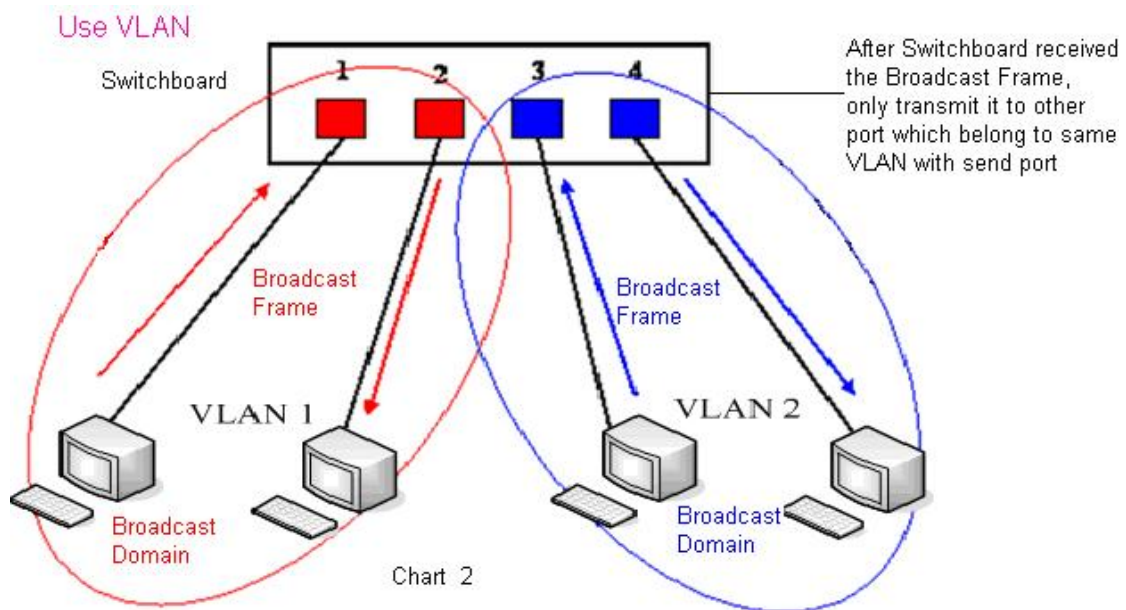 Use VLAN
Switchboard
1 2 3 4
After Switchboard received
the Broadcast Frame,
only transmit it to other
port which belong to same
VLAN with send port
Broadcast
Frame
Broadcast
Frame
VLAN 1
VLAN 2
Broadcast
Domain
Broadcast
Domain
Chart 2